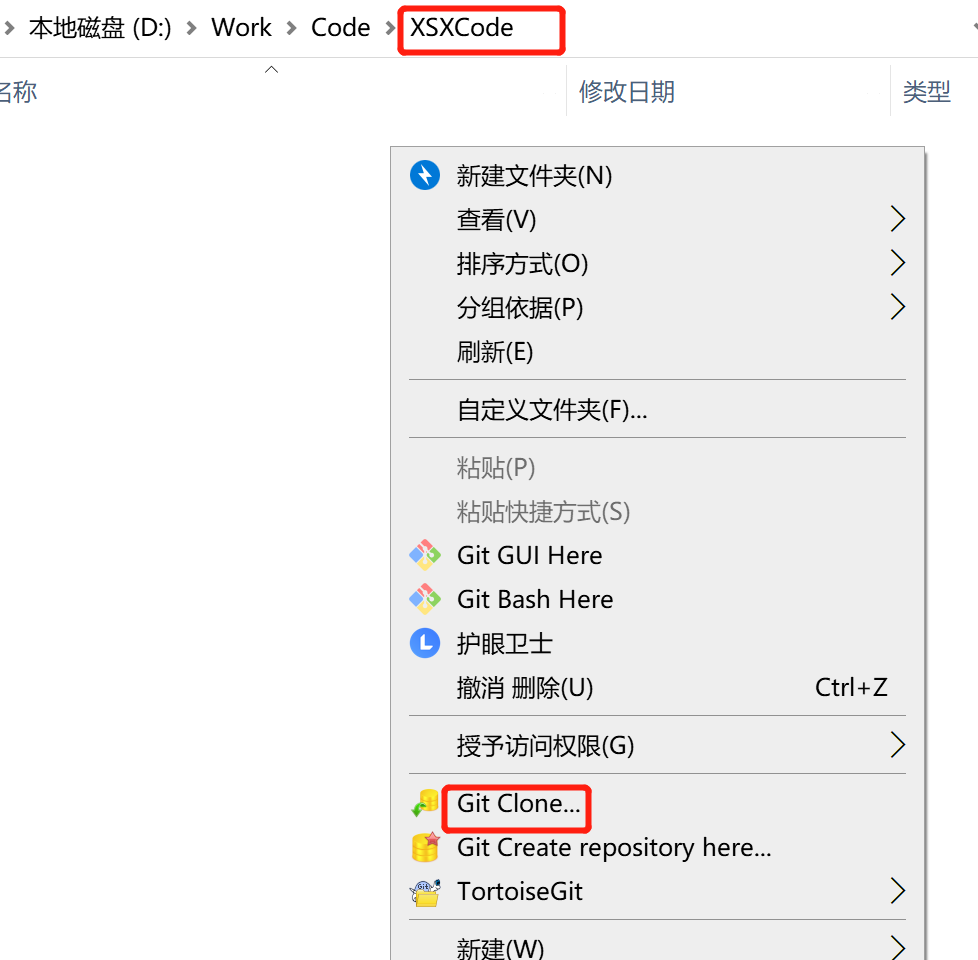 本地磁盘 (D:) Work Code XSXCode
名称 修改日期 类型
新建文件夹(N)
查看(V)
排序方式(O)
分组依据(P)
刷新(E)
自定义文件夹(F)...
粘贴(P)
粘贴快捷方式(S)
Git GUI Here
Git Bash Here
护眼卫士
撤消 删除(U) Ctrl+Z
授予访问权限(G)
Git Clone...
Git Create repository here...
TortoiseGit
新建(W)